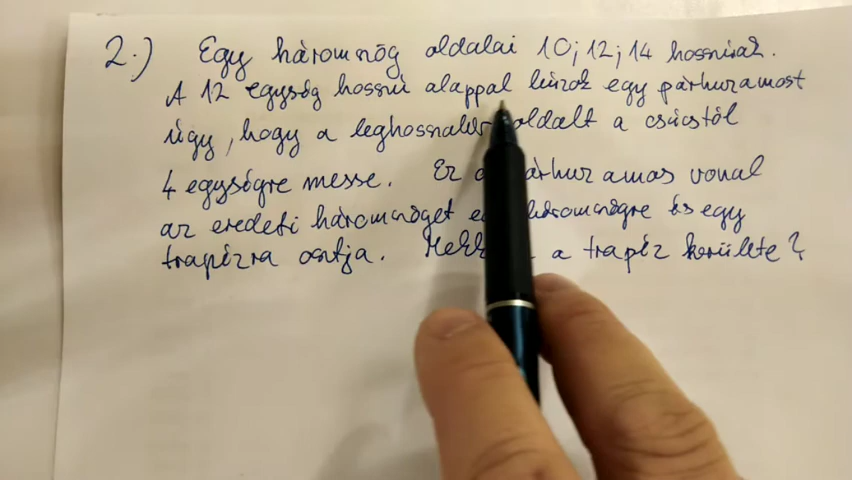 2.) Egy háromszög oldalai 10; 12; 14 hosszúak.
A 12 egység hosszú alappal húzok egy párhuzamost
úgy, hogy a leghosszabb oldalt a csúcstól
4 egységre messe. Ez a párhuzamos vonal
az eredeti háromszöget háromszögre és egy
trapézra osztja. a trapéz kerülete?